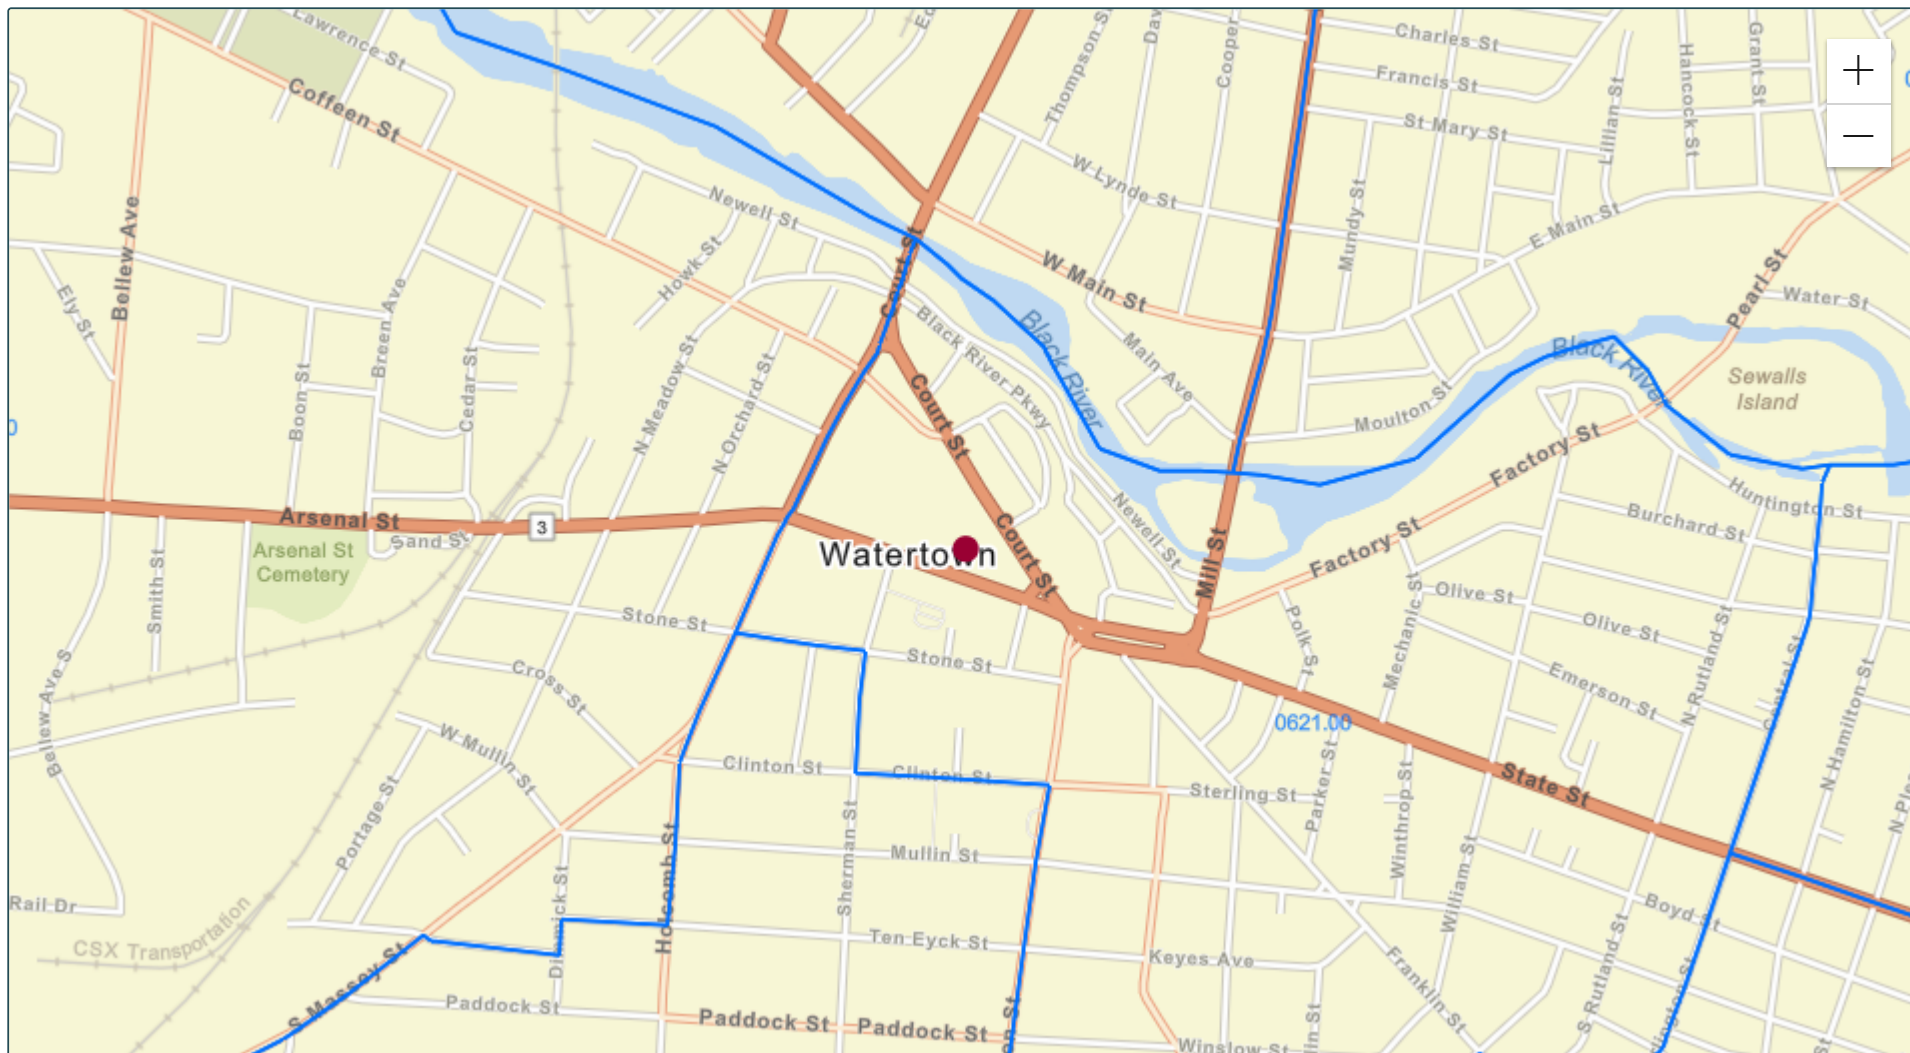 Lawrence St
Coffeen St
Thompson St
Cooper
Charles St
Francis St
St Mary St
Lillian St
Hancock St
Grant St
+
−
Bellew Ave
Newell St
Howk St
Court St
W Lynde St
Mundy St
E Main St
W Main St
Pearl St
Water St
Ely St
Breen Ave
Cedar St
Boon St
N Meadow St
N Orchard St
Black River Pkwy
Black River
Main Ave
Moulton St
Black River
Sewalls
Island
Court St
Factory St
Huntington St
Burchard St
Arsenal St
Sand St
3
Arsenal St
Cemetery
Smith St
Watertown
Court St
Newell St
Mill St
Factory St
Polk St
Mechanic St
Olive St
Olive St
Emerson St
N Rutland St
Central St
N Hamilton St
Stone St
Stone St
Cross St
Bellew Ave S
W Mullin St
Portage St
0621.00
Clinton St
Clinton St
Sterling St
Parker St
Winthrop St
State St
William St
Holcomb St
Sherman St
Mullin St
Dimmick St
Boyd St
Rail Dr
CSX Transportation
S Massey St
Ten Eyck St
Keyes Ave
Franklin St
S Rutland St
Paddock St
Paddock St
Paddock St
Winslow St